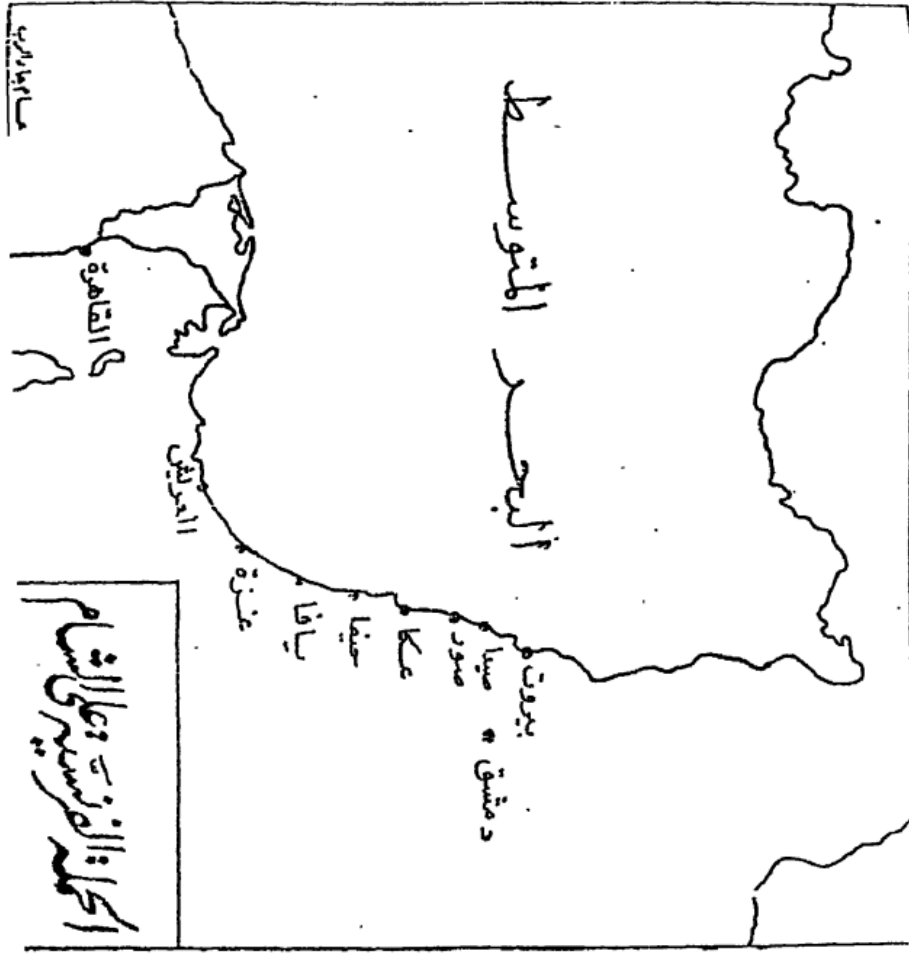 البحر المتوسط
بيروت
صيدا
صور
دمشق
عكا
حيفا
يافا
غزة
العريش
القاهرة
الحملة الفرنسية على الشام